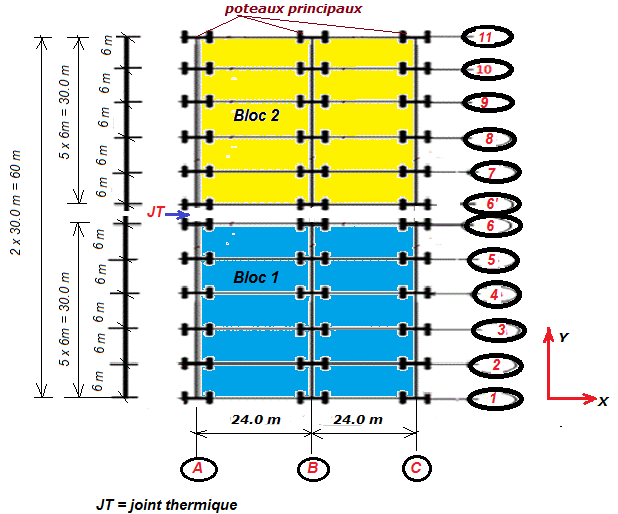 poteaux principaux
11
6 m
10
6 m
9
6 m
8
6 m
7
6 m
6'
5 x 6m = 30.0 m
Bloc 2
2 x 30.0 m = 60 m
JT
6
6 m
5
6 m
4
6 m
3
6 m
2
6 m
1
5 x 6m = 30.0 m
Bloc 1
Y
X
24.0 m 24.0 m
A B C
JT = joint thermique